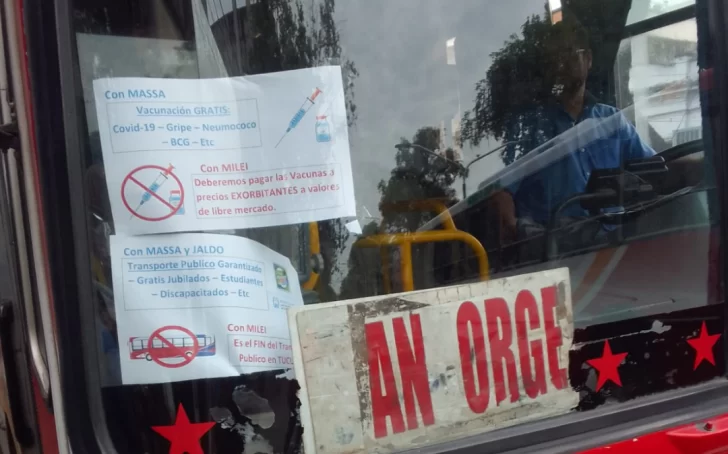 Con MASSA
Vacunación GRATIS:
Covid-19 – Gripe – Neumococo
– BCG – Etc
Con MILEI
Deberemos pagar las Vacunas a
precios EXORBITANTES a valores
de libre mercado.
Con MASSA y JALDO
Transporte Publico Garantizado
- Gratis Jubilados – Estudiantes
– Discapacitados – Etc
Con MILEI
Es el FIN del Tran
Publico en TUC
AN ORGE